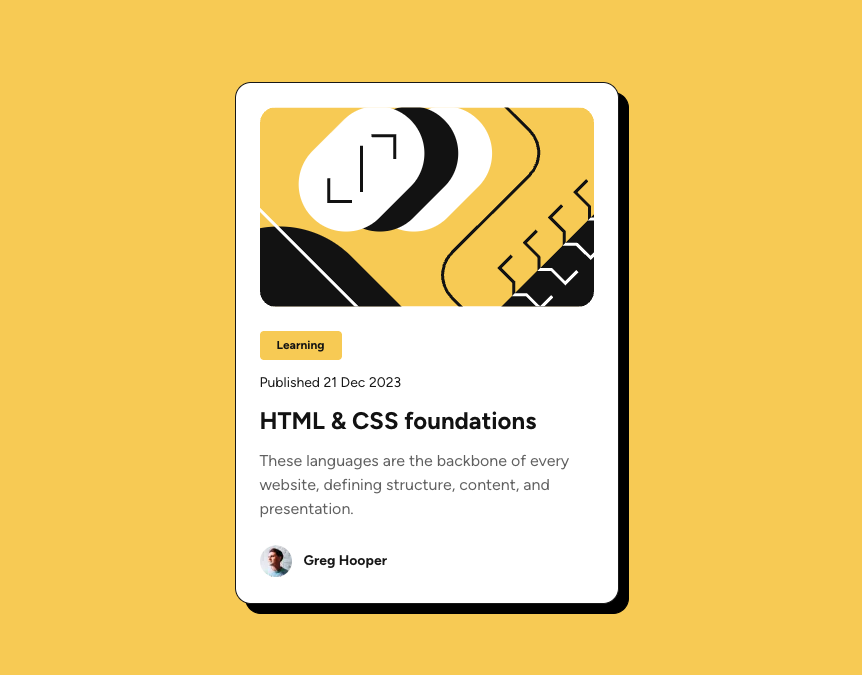 Learning
Published 21 Dec 2023
HTML & CSS foundations
These languages are the backbone of every
website, defining structure, content, and
presentation.
Greg Hooper